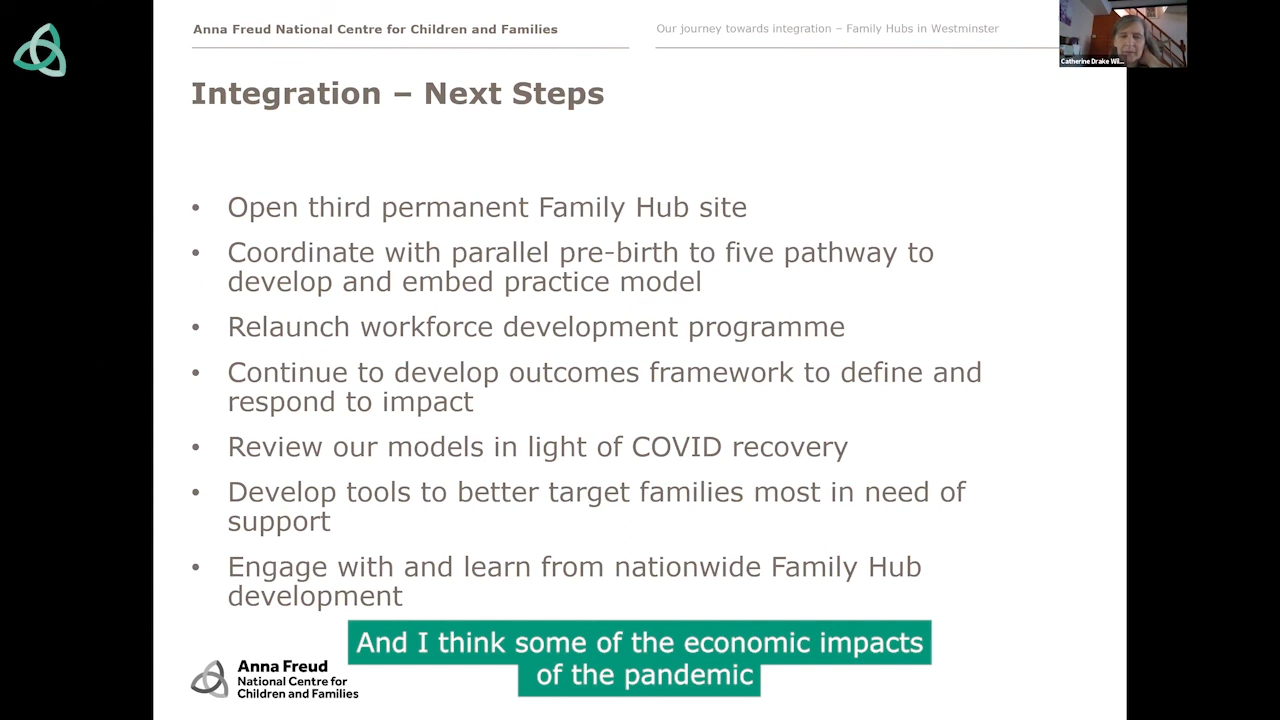 Anna Freud National Centre for Children and Families
Our journey towards integration – Family Hubs in Westminster
Catherine Drake Wil...
Integration – Next Steps
• Open third permanent Family Hub site
• Coordinate with parallel pre-birth to five pathway to
develop and embed practice model
• Relaunch workforce development programme
• Continue to develop outcomes framework to define and
respond to impact
• Review our models in light of COVID recovery
• Develop tools to better target families most in need of
support
• Engage with and learn from nationwide Family Hub
development
And I think some of the economic impacts
of the pandemic
Anna Freud
National Centre for
Children and Families